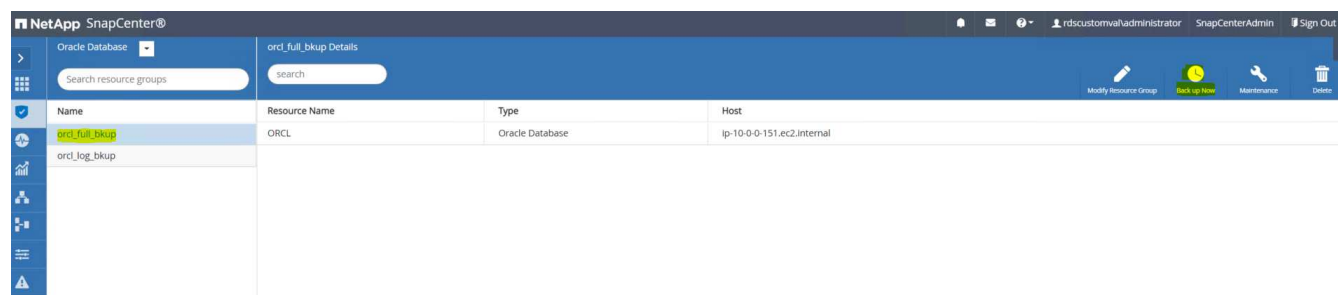 NetApp SnapCenter®
rdscustomval\administrator SnapCenterAdmin Sign Out
Oracle Database
orcl_full_bkup Details
Search resource groups
search
Modify Resource Group Back up Now Maintenance Delete
Name Resource Name Type Host
orcl_full_bkup ORCL Oracle Database ip-10-0-0-151.ec2.internal
orcl_log_bkup